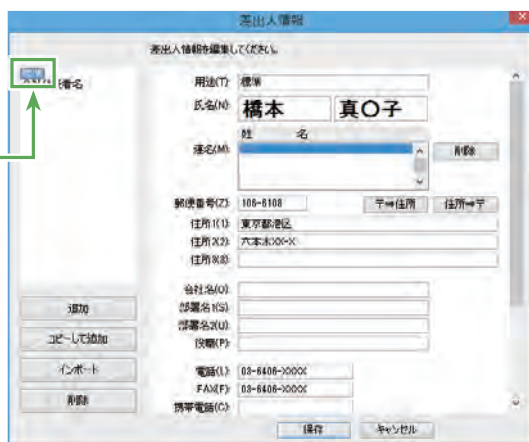 差出人情報
差出人情報を編集してください。
標準
者名
用途(T): 標準
氏名(N): 橋本 真〇子
姓 名
連名(M):
削除
郵便番号(Z): 106-6108 〒⇒住所 住所⇒〒
住所1(1): 東京都港区
住所2(2): 六本木XX-X
住所3(3):
会社名(O):
部署名1(S):
部署名2(U):
役職(P):
電話(L): 03-6406-XXXX
FAX(F): 03-6406-XXXX
携帯電話(C):
追加
コピーして追加
インポート
削除
保存 キャンセル